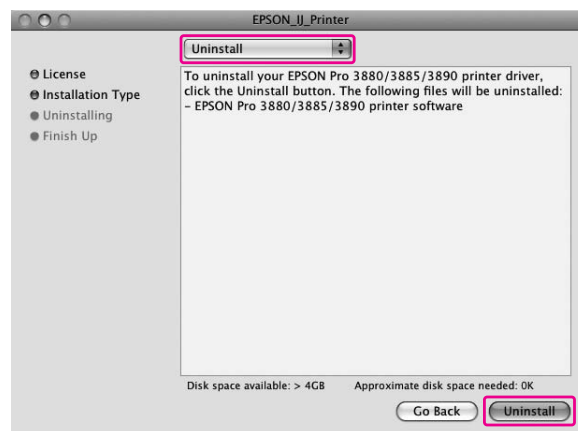 EPSON_IJ_Printer
Uninstall
License
Installation Type
Uninstalling
Finish Up
To uninstall your EPSON Pro 3880/3885/3890 printer driver,
click the Uninstall button. The following files will be uninstalled:
– EPSON Pro 3880/3885/3890 printer software
Disk space available: > 4GB Approximate disk space needed: 0K
Go Back Uninstall